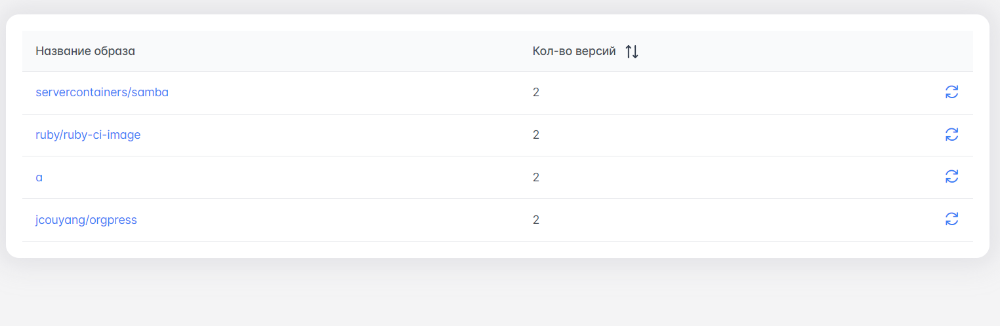 Название образа Кол-во версий
servercontainers/samba 2
ruby/ruby-ci-image 2
a 2
jcouyang/orgpress 2